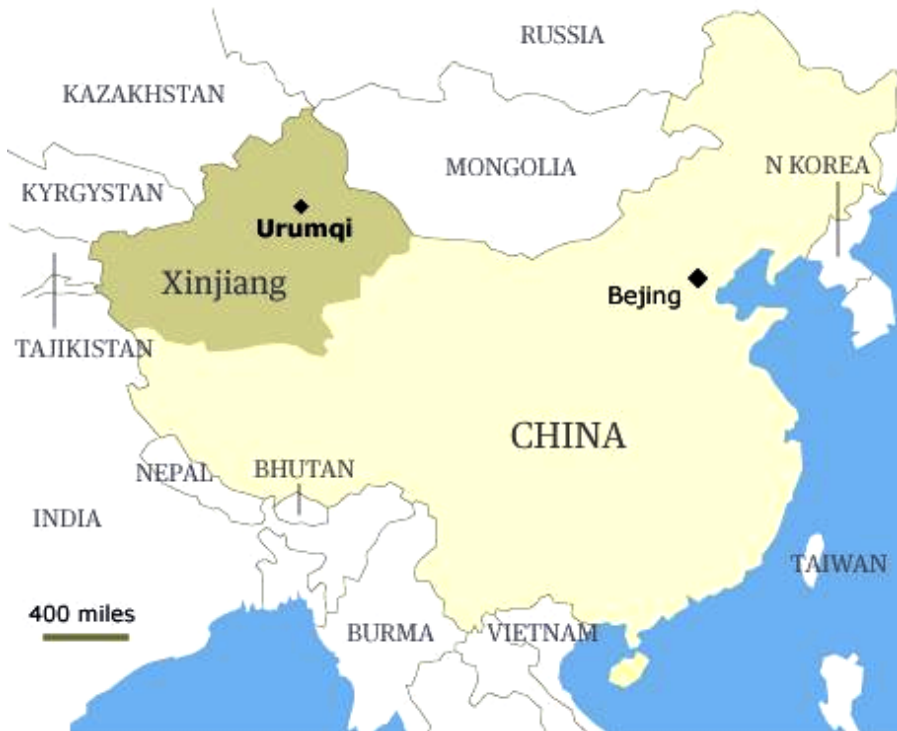 RUSSIA
KAZAKHSTAN
MONGOLIA
N KOREA
KYRGYSTAN
Urumqi
Xinjiang
Bejing
TAJIKISTAN
CHINA
NEPAL
BHUTAN
INDIA
TAIWAN
400 miles
BURMA
VIETNAM